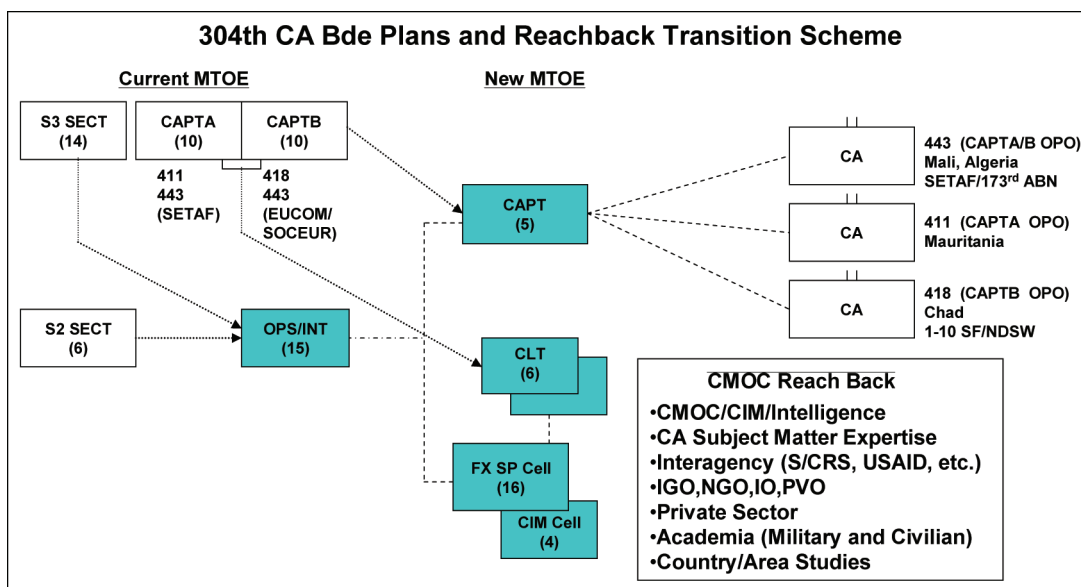 304th CA Bde Plans and Reachback Transition Scheme
Current MTOE
New MTOE
S3 SECT
(14)
CAPTA
(10)
CAPTB
(10)
411
443
(SETAF)
418
443
(EUCOM/
SOCEUR)
S2 SECT
(6)
OPS/INT
(15)
CAPT
(5)
CLT
(6)
FX SP Cell
(16)
CIM Cell
(4)
CA
443 (CAPTA/B OPO)
Mali, Algeria
SETAF/173rd ABN
CA
411 (CAPTA OPO)
Mauritania
CA
418 (CAPTB OPO)
Chad
1-10 SF/NDSW
CMOC Reach Back
•CMOC/CIM/Intelligence
•CA Subject Matter Expertise
•Interagency (S/CRS, USAID, etc.)
•IGO,NGO,IO,PVO
•Private Sector
•Academia (Military and Civilian)
•Country/Area Studies